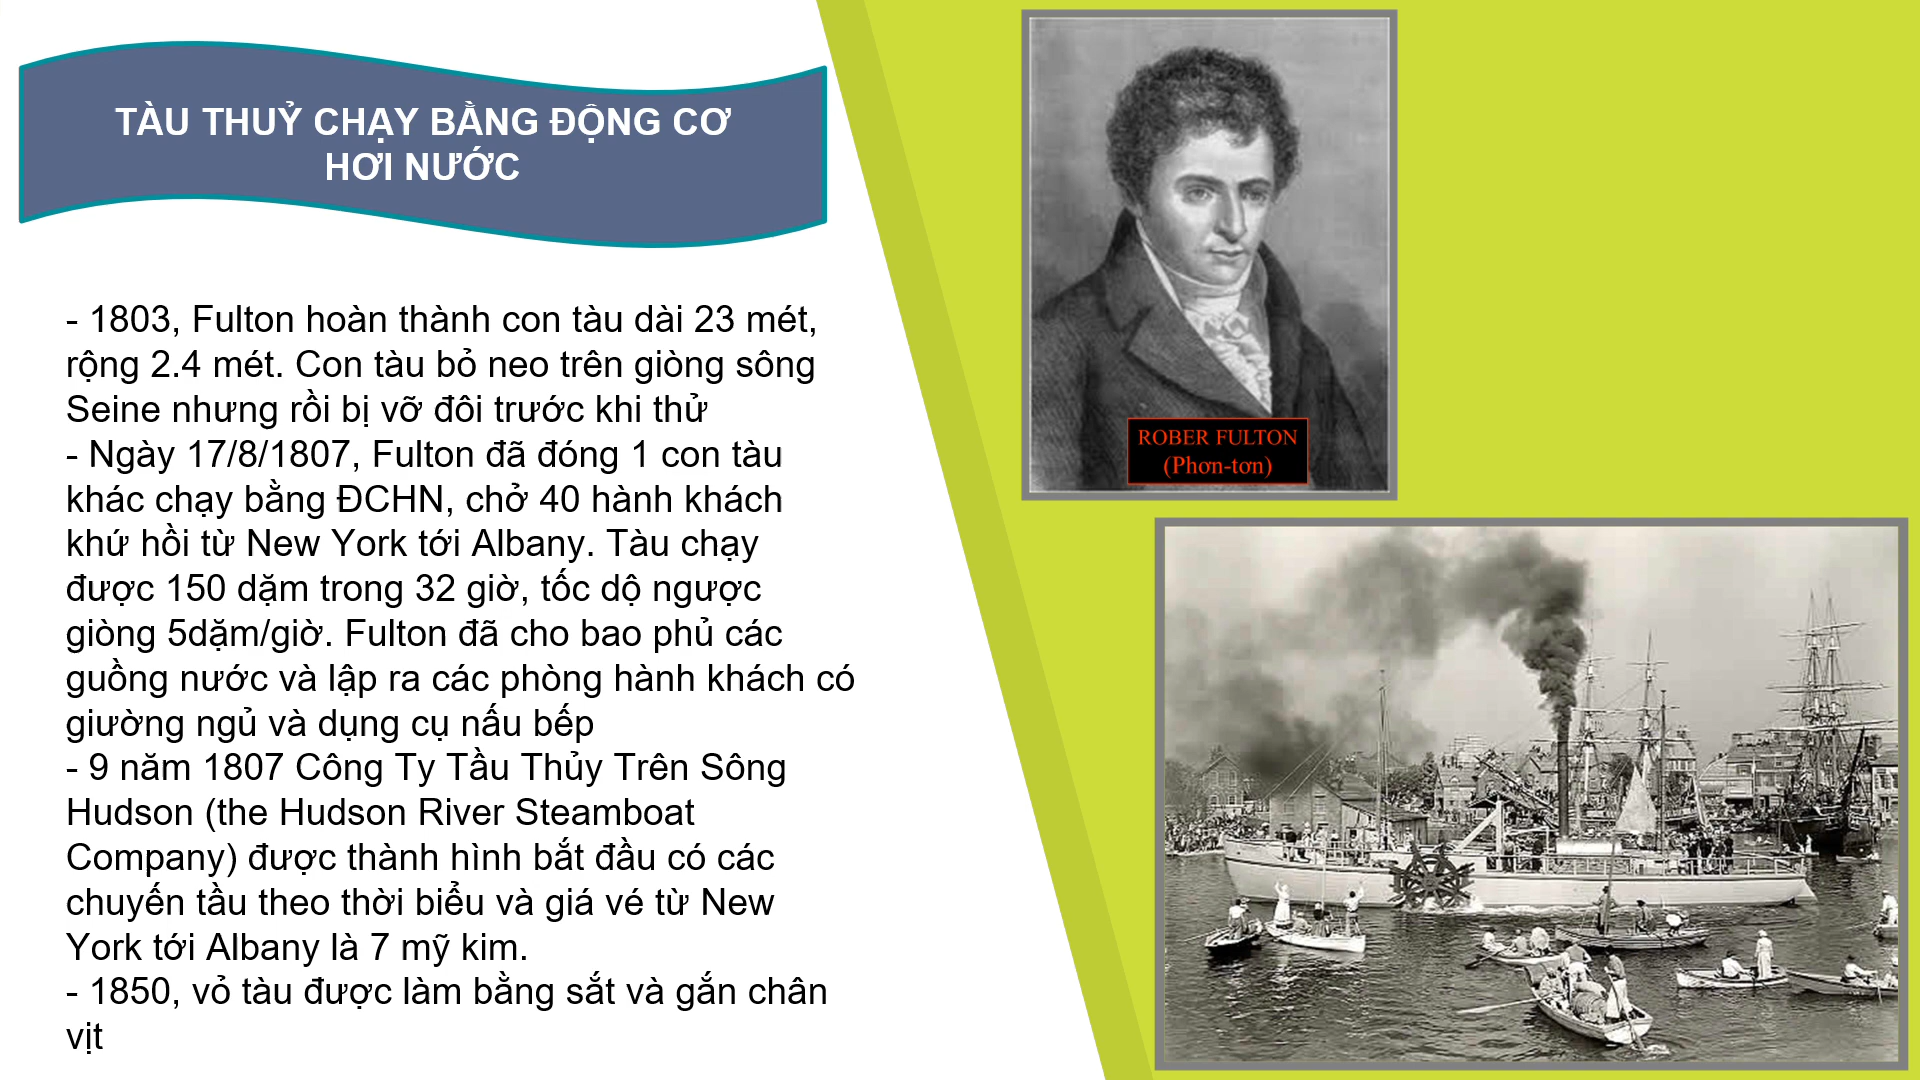 TÀU THUỶ CHẠY BẰNG ĐỘNG CƠ
HƠI NƯỚC
- 1803, Fulton hoàn thành con tàu dài 23 mét,
rộng 2.4 mét. Con tàu bỏ neo trên giòng sông
Seine nhưng rồi bị vỡ đôi trước khi thử
- Ngày 17/8/1807, Fulton đã đóng 1 con tàu
khác chạy bằng ĐCHN, chở 40 hành khách
khứ hồi từ New York tới Albany. Tàu chạy
được 150 dặm trong 32 giờ, tốc dộ ngược
giòng 5dặm/giờ. Fulton đã cho bao phủ các
guồng nước và lập ra các phòng hành khách có
giường ngủ và dụng cụ nấu bếp
- 9 năm 1807 Công Ty Tầu Thủy Trên Sông
Hudson (the Hudson River Steamboat
Company) được thành hình bắt đầu có các
chuyến tầu theo thời biểu và giá vé từ New
York tới Albany là 7 mỹ kim.
- 1850, vỏ tàu được làm bằng sắt và gắn chân
vịt
ROBER FULTON
(Phơn-tơn)